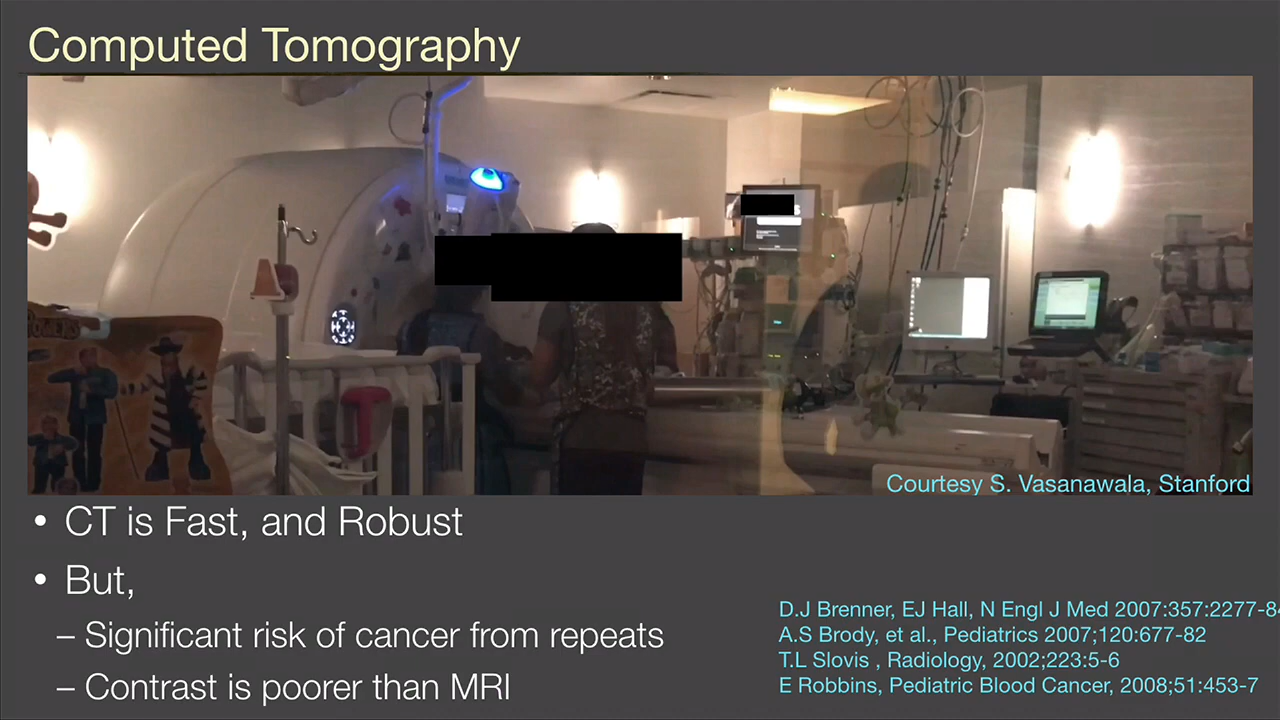 Computed Tomography
Courtesy S. Vasanawala, Stanford
• CT is Fast, and Robust
• But,
– Significant risk of cancer from repeats
– Contrast is poorer than MRI
D.J Brenner, EJ Hall, N Engl J Med 2007:357:2277-84
A.S Brody, et al., Pediatrics 2007;120:677-82
T.L Slovis , Radiology, 2002;223:5-6
E Robbins, Pediatric Blood Cancer, 2008;51:453-7